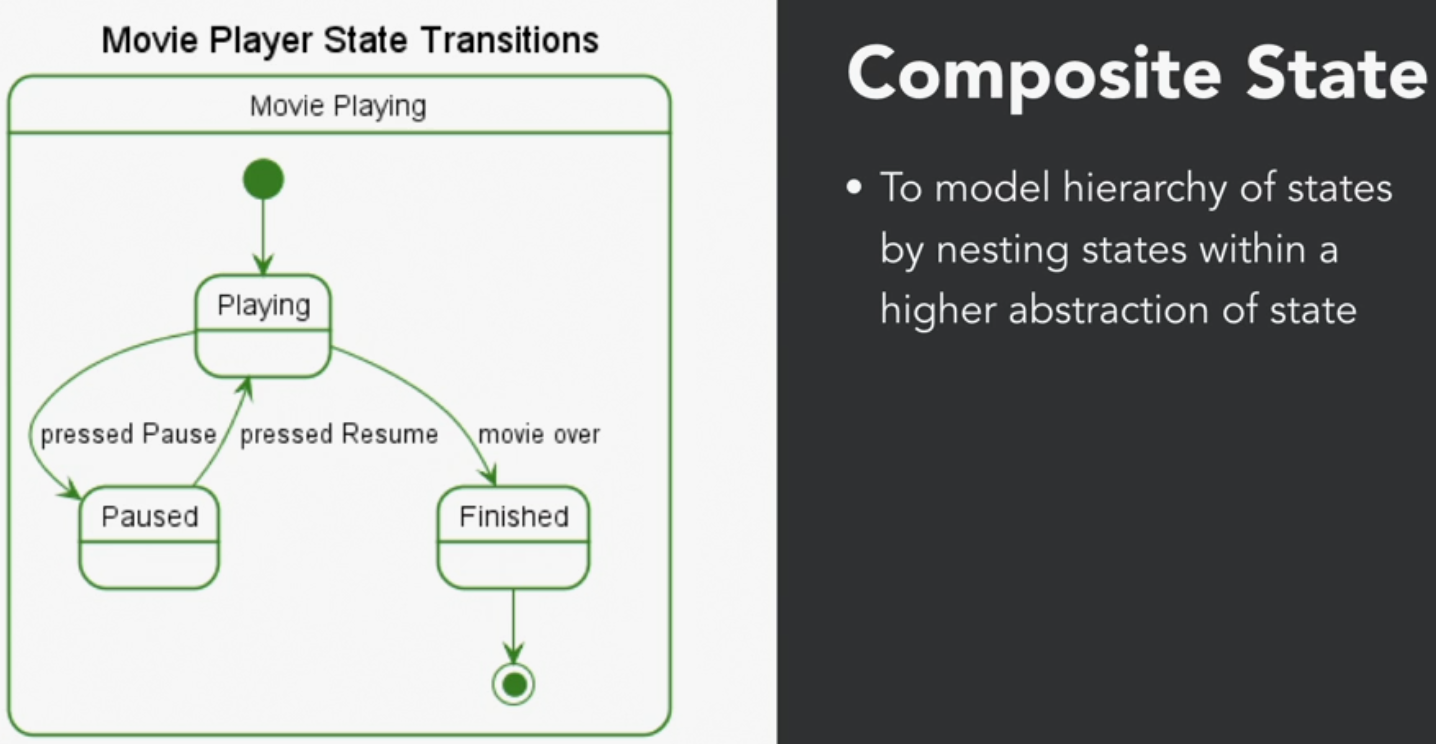 Movie Player State Transitions
Movie Playing
Playing
pressed Pause
pressed Resume
movie over
Paused
Finished
Composite State
• To model hierarchy of states
by nesting states within a
higher abstraction of state